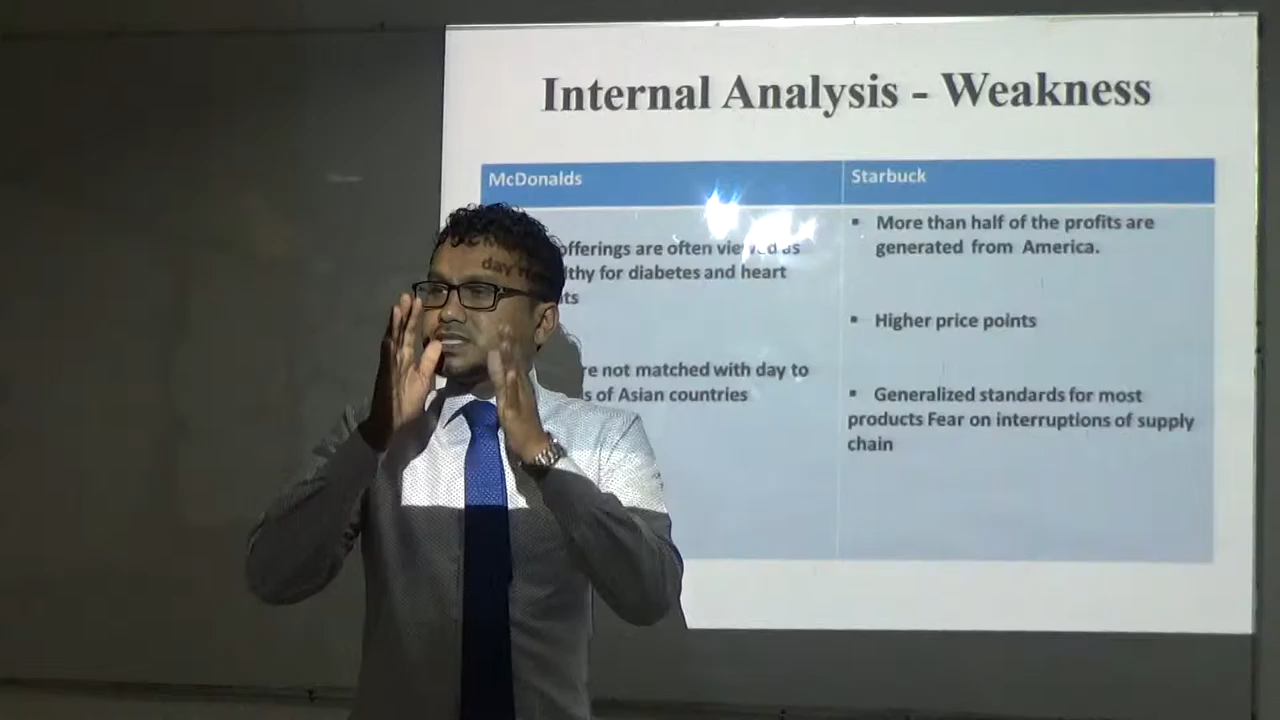 Internal Analysis - Weakness
McDonalds
offerings are often viewed as
lthy for diabetes and heart
re not matched with day to
of Asian countries
Starbuck
▪ More than half of the profits are
generated from America.
▪ Higher price points
▪ Generalized standards for most
products Fear on interruptions of supply
chain